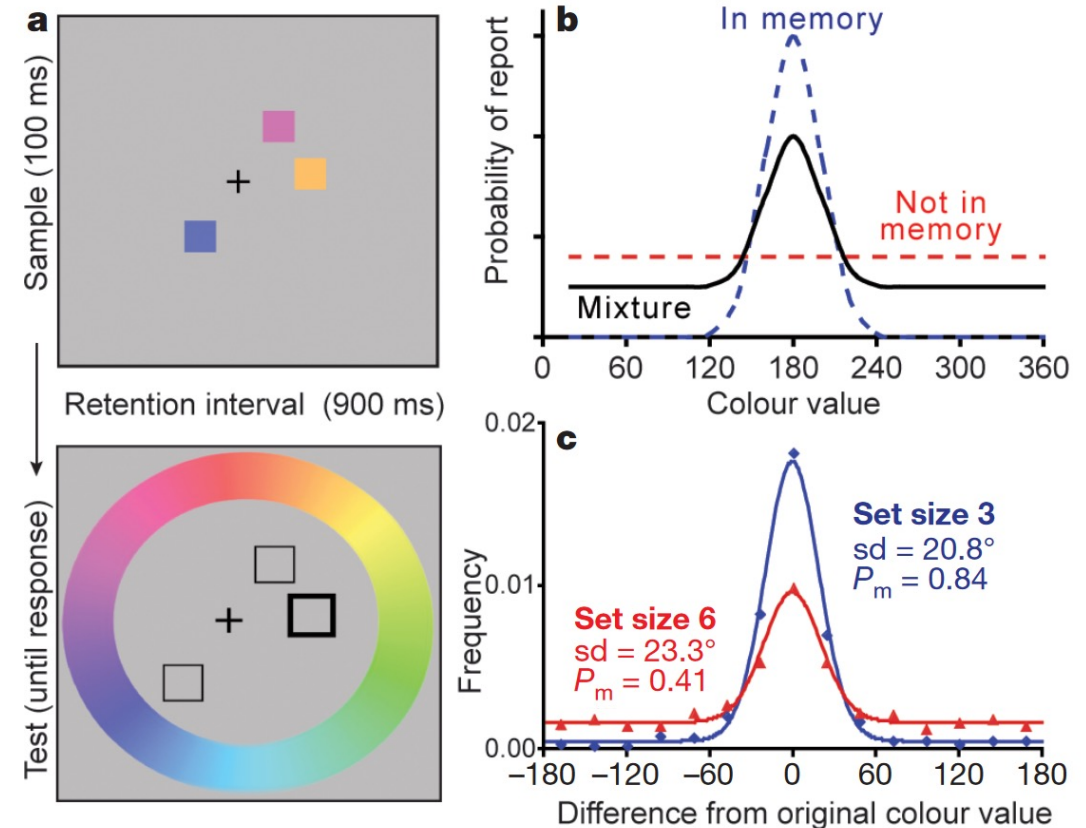 a
Sample (100 ms)
Retention interval (900 ms)
Test (until response)
b
In memory
Probability of report
Not in
memory
Mixture
0 60 120 180 240 300 360
Colour value
c
0.02
0.01
0.00
Frequency
Set size 3
sd = 20.8°
Pm = 0.84
Set size 6
sd = 23.3°
Pm = 0.41
−180 −120 −60 0 60 120 180
Difference from original colour value